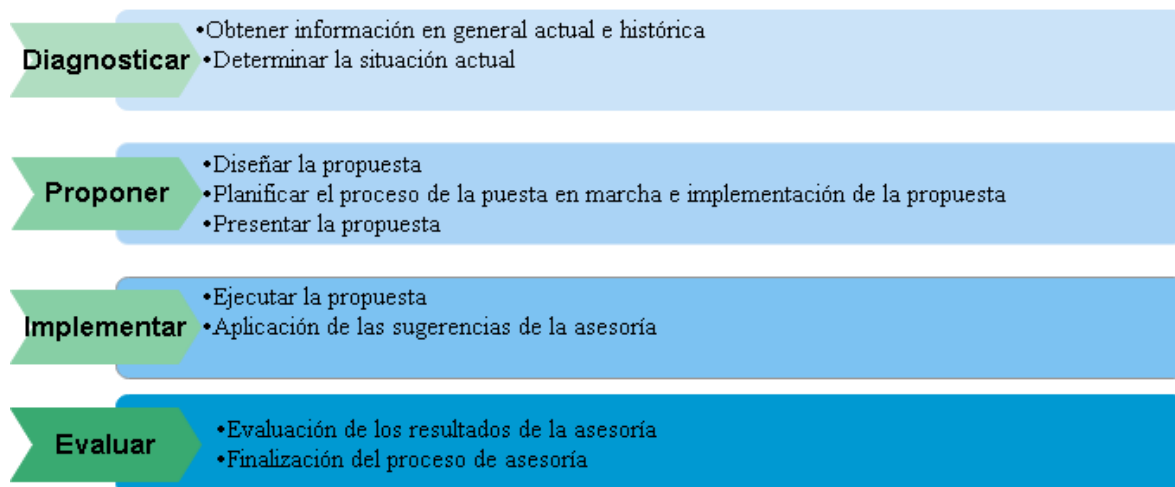 Diagnosticar
•Obtener información en general actual e histórica
•Determinar la situación actual
Proponer
•Diseñar la propuesta
•Planificar el proceso de la puesta en marcha e implementación de la propuesta
•Presentar la propuesta
Implementar
•Ejecutar la propuesta
•Aplicación de las sugerencias de la asesoría
Evaluar
•Evaluación de los resultados de la asesoría
•Finalización del proceso de asesoría